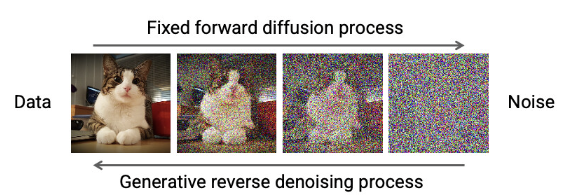 Fixed forward diffusion process
Data
Noise
Generative reverse denoising process